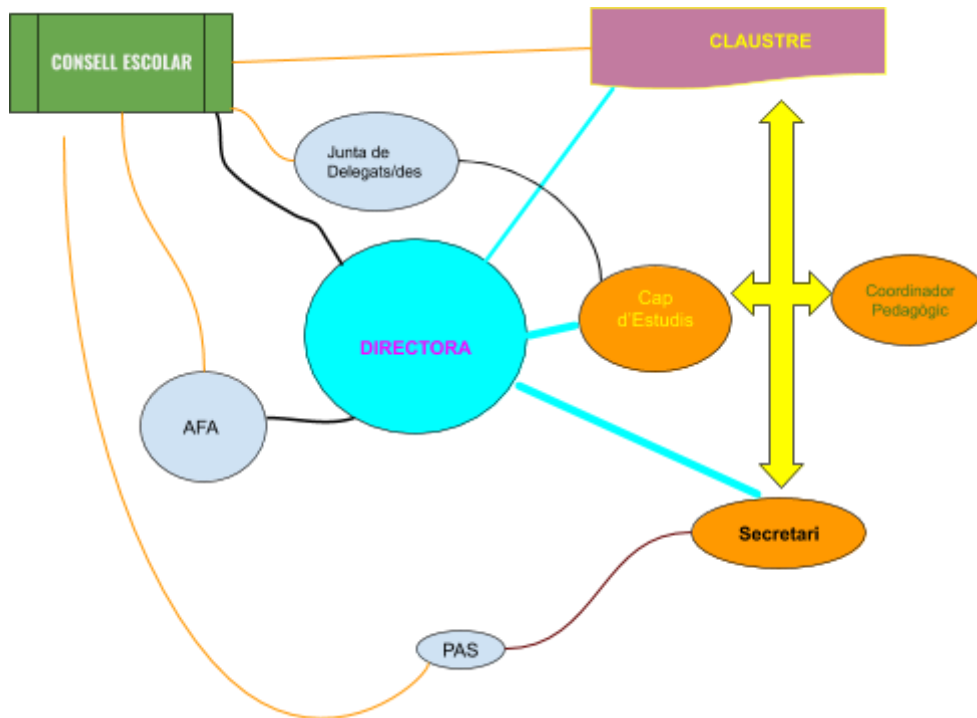 CONSELL ESCOLAR
CLAUSTRE
Junta de
Delegats/des
Cap
d'Estudis
Coordinador
Pedagògic
DIRECTORA
AFA
Secretari
PAS